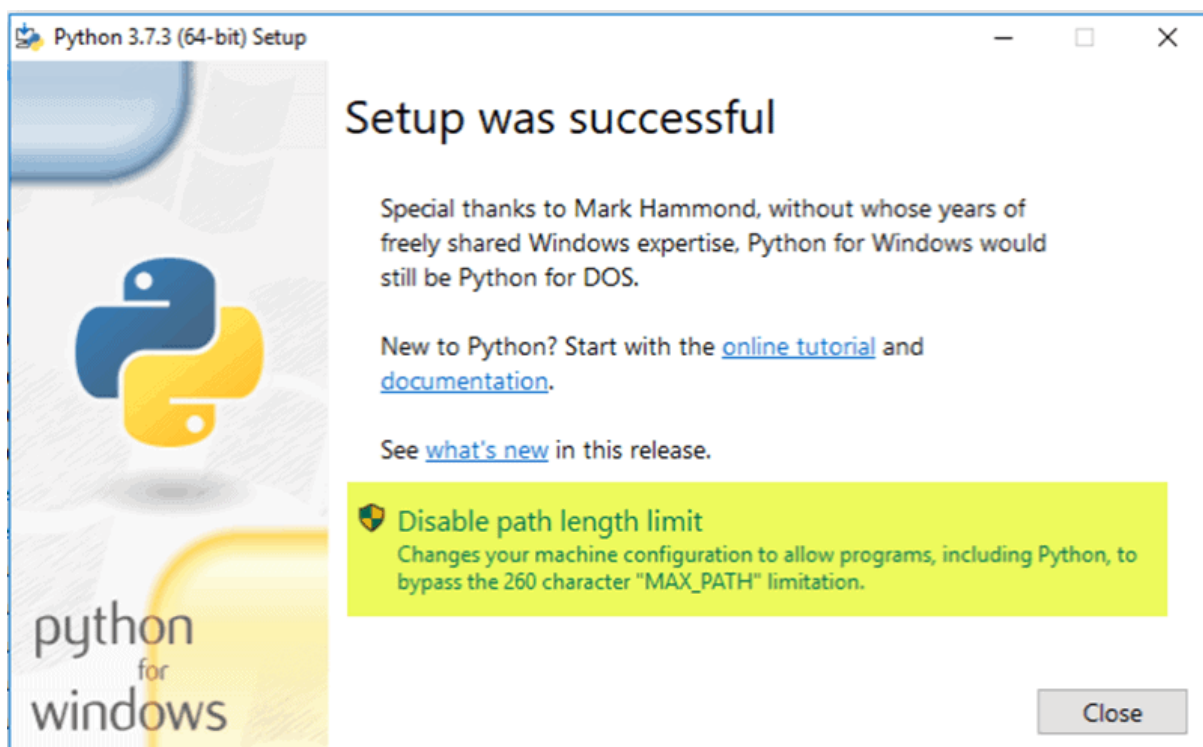 Python 3.7.3 (64-bit) Setup
Setup was successful
Special thanks to Mark Hammond, without whose years of
freely shared Windows expertise, Python for Windows would
still be Python for DOS.
New to Python? Start with the online tutorial and
documentation.
See what's new in this release.
Disable path length limit
Changes your machine configuration to allow programs, including Python, to
bypass the 260 character "MAX_PATH" limitation.
python
for
windows
Close